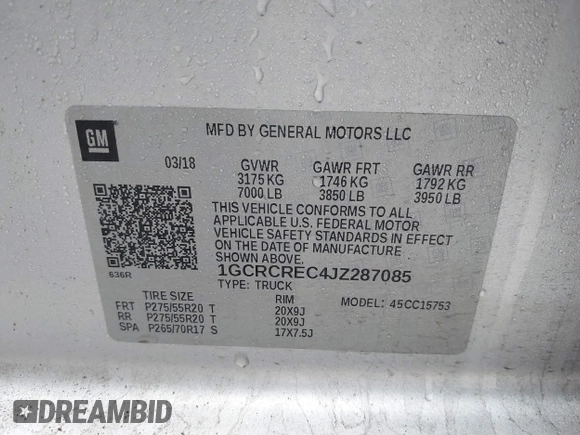 GM
MFD BY GENERAL MOTORS LLC
03/18 GVWR GAWR FRT GAWR RR
3175 KG 1746 KG 1792 KG
7000 LB 3850 LB 3950 LB
THIS VEHICLE CONFORMS TO ALL
APPLICABLE U.S. FEDERAL MOTOR
VEHICLE SAFETY STANDARDS IN EFFECT
ON THE DATE OF MANUFACTURE
SHOWN ABOVE.
636R
1GCRCREC4JZ287085
TYPE: TRUCK
TIRE SIZE RIM MODEL: 45CC15753
FRT P275/55R20 T 20X9J
RR P275/55R20 T 20X9J
SPA P265/70R17 S 17X7.5J
DREAMBID